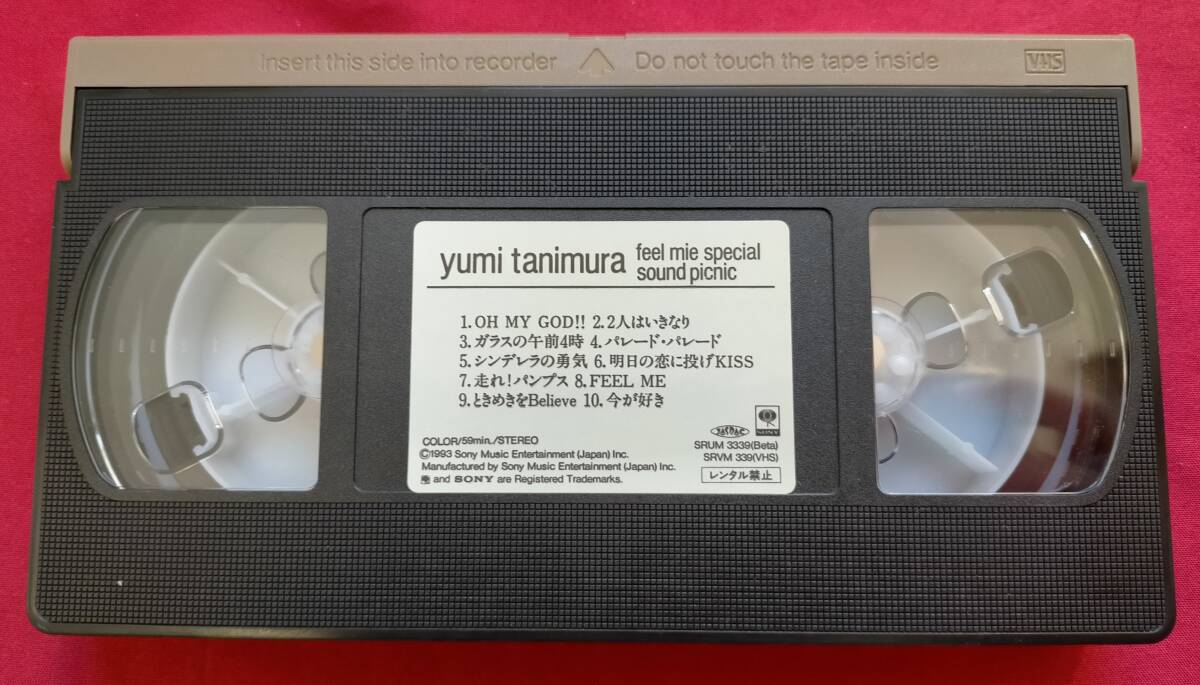 Insert this side into recorder Do not touch the tape inside VHS
yumi tanimura feel mie special
sound picnic
1.OH MY GOD!! 2.2人はいきなり
3.ガラスの午前4時 4.パレード・パレード
5.シンデレラの勇気 6.明日の恋に投げKISS
7.走れ!パンプス 8.FEEL ME
9.ときめきをBelieve 10.今が好き
COLOR/59min./STEREO
©1993 Sony Music Entertainment (Japan) Inc.
Manufactured by Sony Music Entertainment (Japan) Inc.
and SONY are Registered Trademarks.
JASRAC
SONY
SRUM 3339(Beta)
SRVM 339(VHS)
レンタル禁止